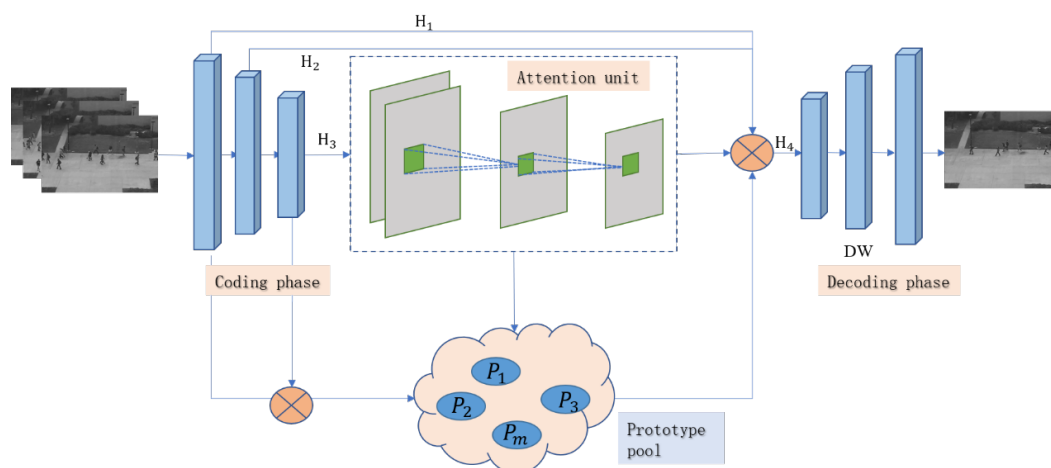 H₁
H₂
Attention unit
H₃
H₄
DW
Coding phase
Decoding phase
P₁
P₂
P₃
Pₘ
Prototype
pool